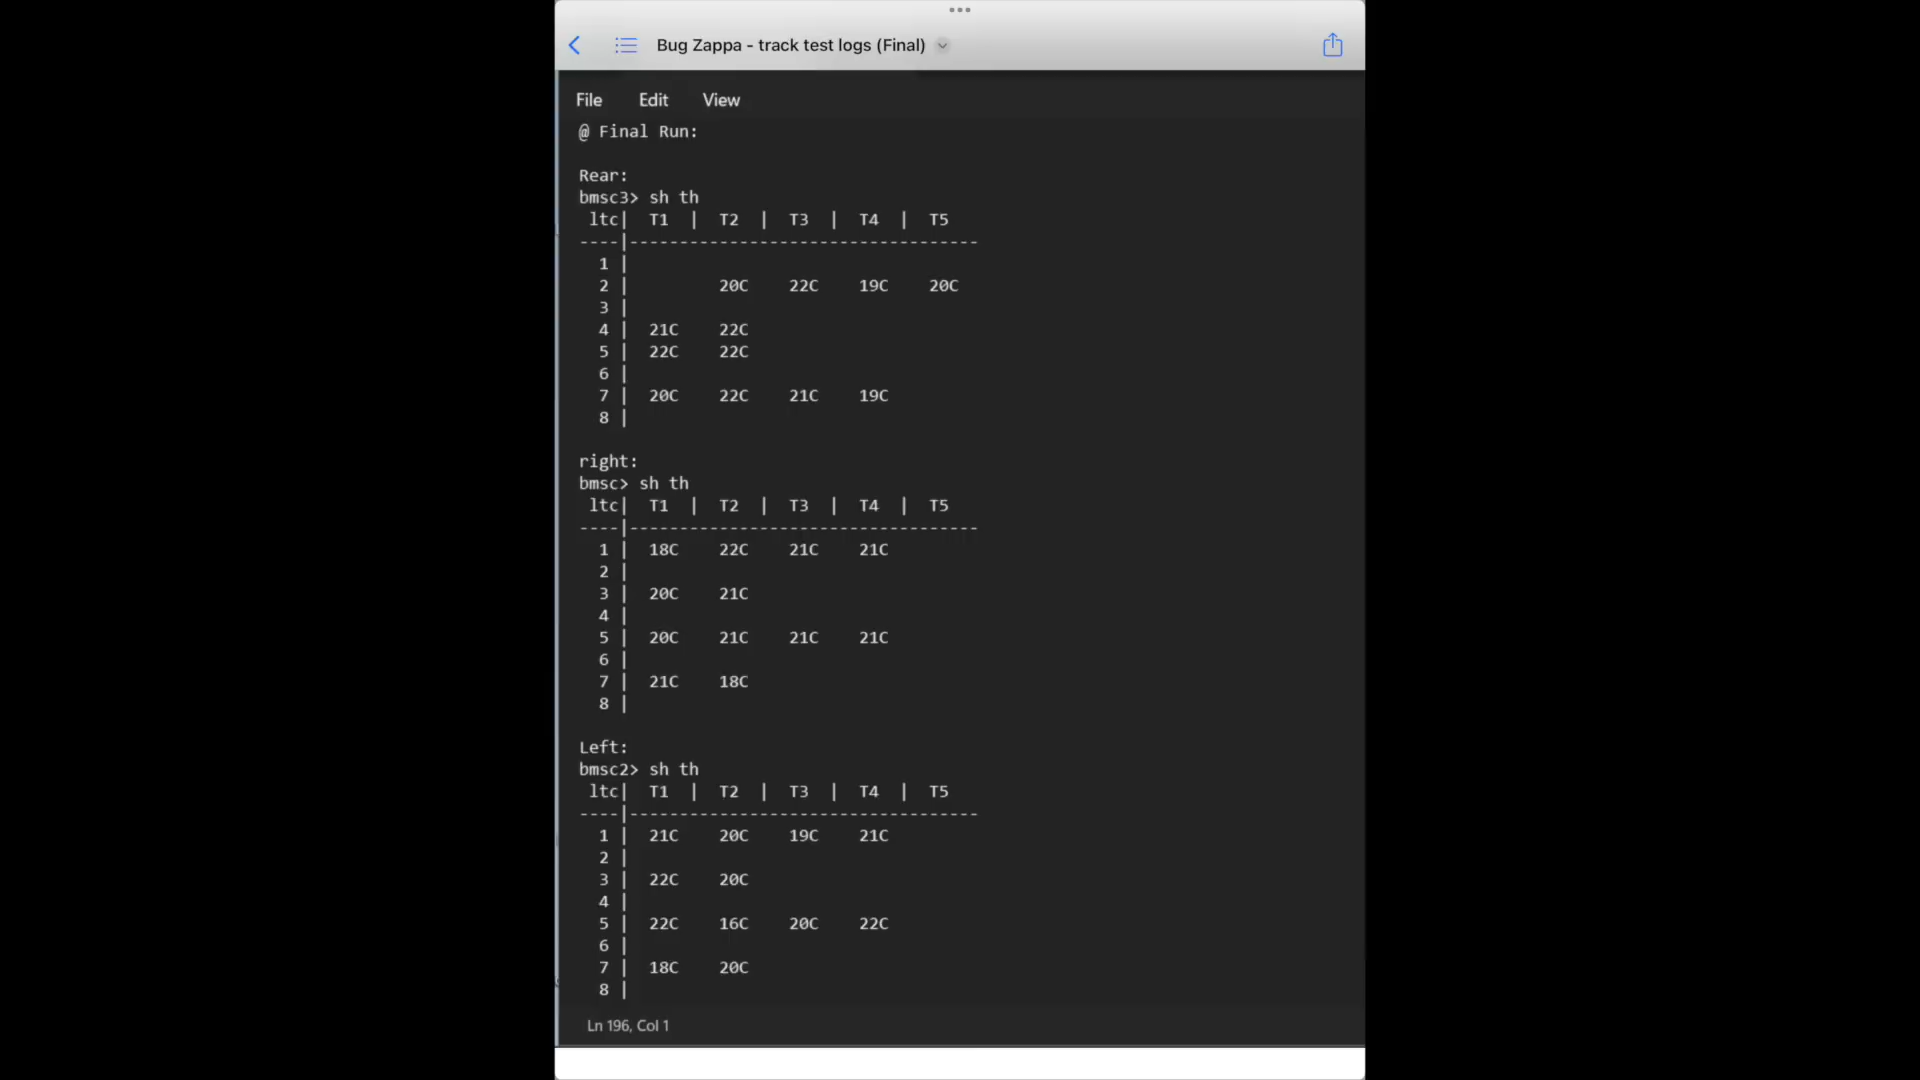 Bug Zappa - track test logs (Final)
File Edit View
@ Final Run:
Rear:
bmsc3> sh th
ltc| T1 | T2 | T3 | T4 | T5
----|-----------------------------------
1 |
2 | 20C 22C 19C 20C
3 |
4 | 21C 22C
5 | 22C 22C
6 |
7 | 20C 22C 21C 19C
8 |
right:
bmsc> sh th
ltc| T1 | T2 | T3 | T4 | T5
----|-----------------------------------
1 | 18C 22C 21C 21C
2 |
3 | 20C 21C
4 |
5 | 20C 21C 21C 21C
6 |
7 | 21C 18C
8 |
Left:
bmsc2> sh th
ltc| T1 | T2 | T3 | T4 | T5
----|-----------------------------------
1 | 21C 20C 19C 21C
2 |
3 | 22C 20C
4 |
5 | 22C 16C 20C 22C
6 |
7 | 18C 20C
8 |
Ln 196, Col 1